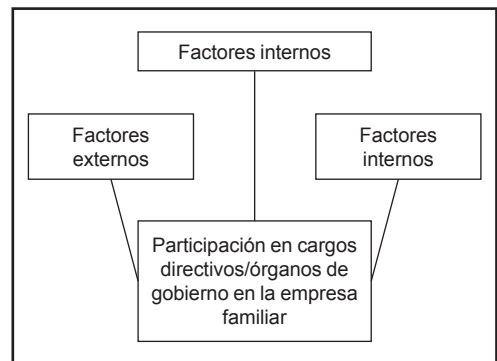 Factores internos
Factores
externos
Factores
internos
Participación en cargos
directivos/órganos de
gobierno en la empresa
familiar